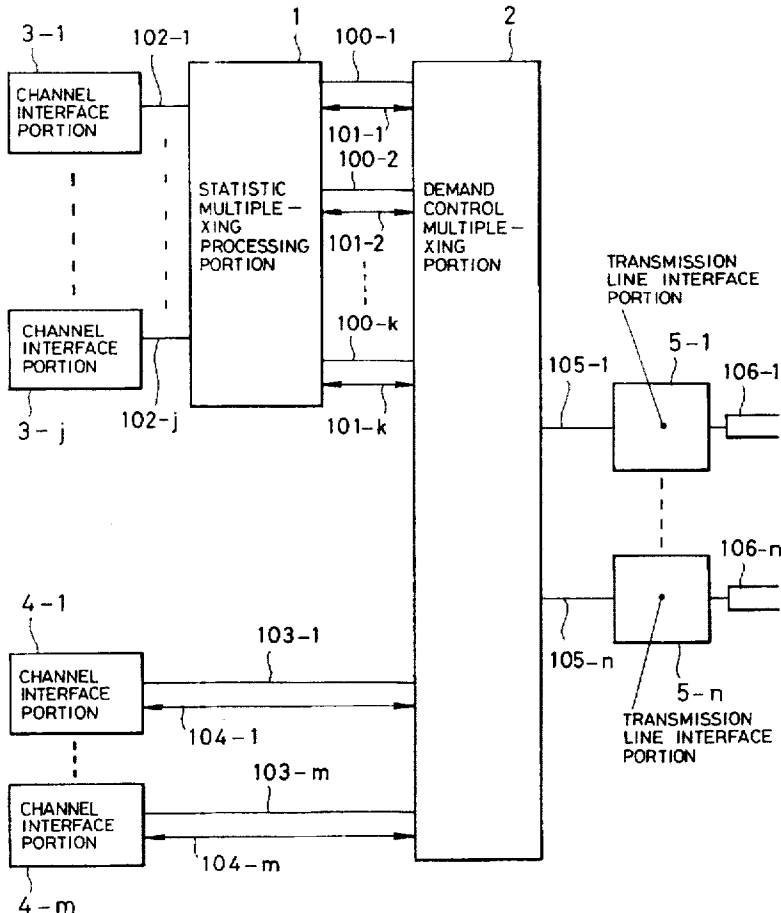 1
2
3-1
102-1
100-1
CHANNEL
INTERFACE
PORTION
101-1
100-2
STATISTIC
MULTIPLE-
XING
PROCESSING
PORTION
DEMAND
CONTROL
MULTIPLE-
XING
PORTION
101-2
TRANSMISSION
LINE INTERFACE
PORTION
CHANNEL
INTERFACE
PORTION
100-k
5-1
105-1
106-1
3-j
102-j
101-k
106-n
4-1
103-1
105-n
5-n
CHANNEL
INTERFACE
PORTION
104-1
TRANSMISSION
LINE INTERFACE
PORTION
103-m
CHANNEL
INTERFACE
PORTION
104-m
4-m